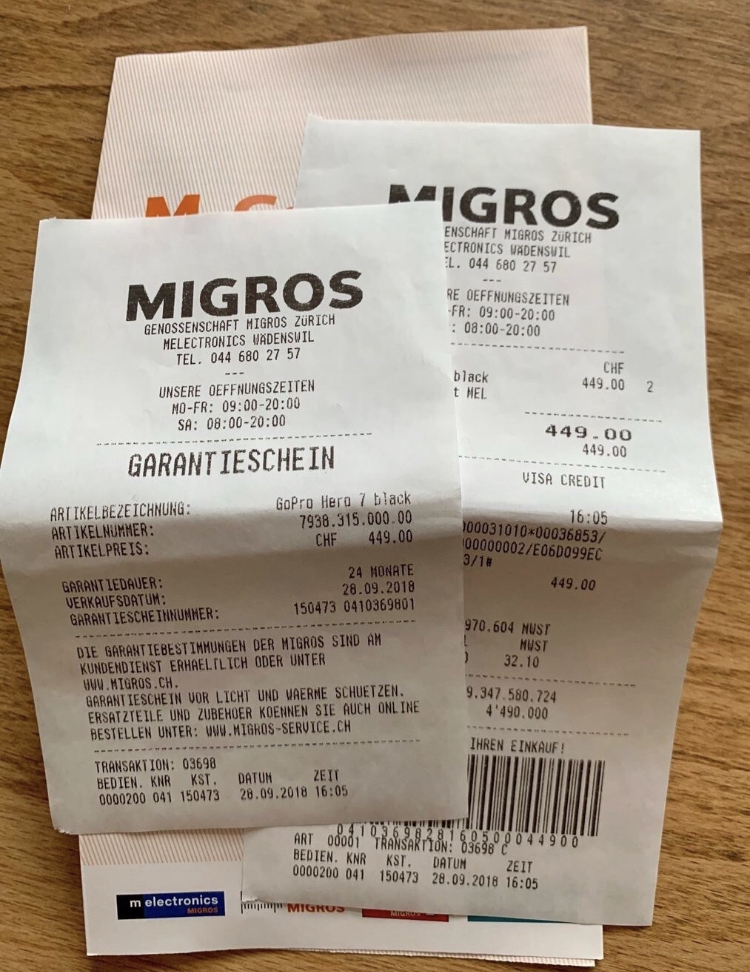 MIGROS
GENOSSENSCHAFT MIGROS ZÜRICH
MELECTRONICS WÄDENSWIL
TEL. 044 680 27 57
---
UNSERE OEFFNUNGSZEITEN
MO-FR: 09:00-20:00
SA: 08:00-20:00
GARANTIESCHEIN
ARTIKELBEZEICHNUNG: GoPro Hero 7 black
ARTIKELNUMMER: 7938.315.000.00
ARTIKELPREIS: CHF 449.00
GARANTIEDAUER: 24 MONATE
VERKAUFSDATUM: 28.09.2018
GARANTIESCHEINNUMMER: 150473 0410369801
DIE GARANTIEBESTIMMUNGEN DER MIGROS SIND AM
KUNDENDIENST ERHAELTLICH ODER UNTER
WWW.MIGROS.CH.
GARANTIESCHEIN VOR LICHT UND WAERME SCHUETZEN.
ERSATZTEILE UND ZUBEHOER KOENNEN SIE AUCH ONLINE
BESTELLEN UNTER: WWW.MIGROS-SERVICE.CH
TRANSAKTION: 03698
BEDIEN. KNR KST. DATUM ZEIT
0000200 041 150473 28.09.2018 16:05
MIGROS
ENSCHAFT MIGROS ZÜRICH
ECTRONICS WÄDENSWIL
EL. 044 680 27 57
---
RE OEFFNUNGSZEITEN
-FR: 09:00-20:00
: 08:00-20:00
CHF
black 449.00 2
t MEL
449.00
449.00
VISA CREDIT
16:05
00031010*00036853/
00000002/E06D099EC
3/1#
449.00
970.604 MWST
MWST
32.10
9.347.580.724
4'490.000
IHREN EINKAUF!
0410369828160500044900
ART 00001 TRANSAKTION: 03698 C
BEDIEN. KNR KST. DATUM ZEIT
0000200 041 150473 28.09.2018 16:05
m electronics
MIGROS
MIGROS
MIGROS